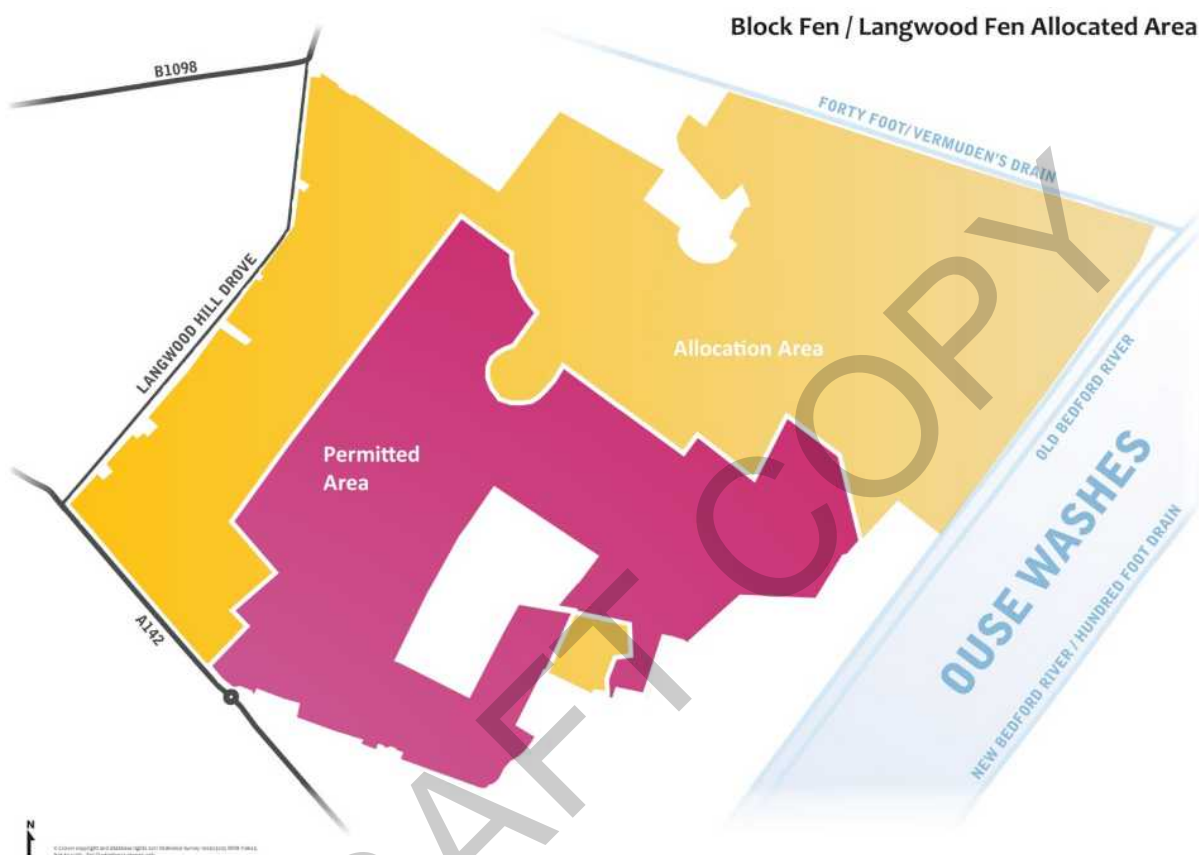 Block Fen / Langwood Fen Allocated Area
B1098
FORTY FOOT/VERMUDEN'S DRAIN
LANGWOOD HILL DROVE
Allocation Area
OLD BEDFORD RIVER
Permitted
Area
OUSE WASHES
NEW BEDFORD RIVER / HUNDRED FOOT DRAIN
A142
DRAFT COPY
N